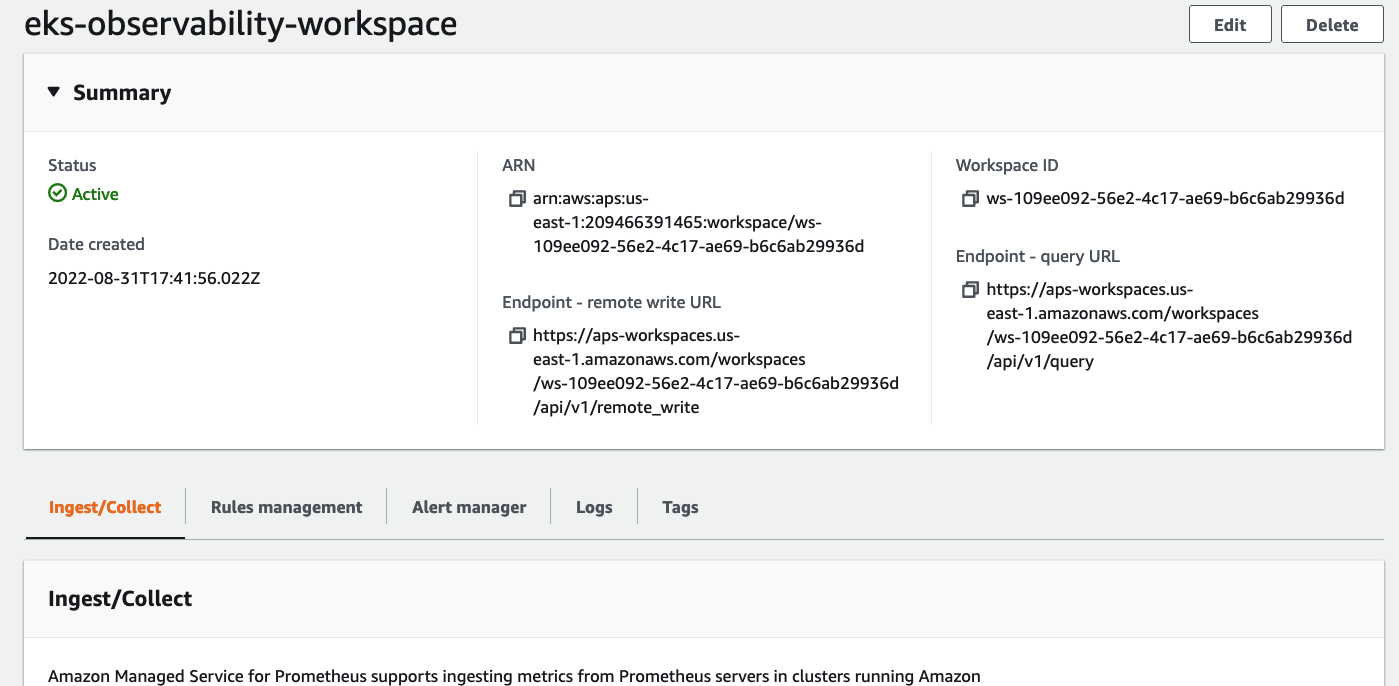 eks-observability-workspace
Edit
Delete
Summary
Status
Active
Date created
2022-08-31T17:41:56.022Z
ARN
arn:aws:aps:us-
east-1:209466391465:workspace/ws-
109ee092-56e2-4c17-ae69-b6c6ab29936d
Endpoint - remote write URL
https://aps-workspaces.us-
east-1.amazonaws.com/workspaces
/ws-109ee092-56e2-4c17-ae69-b6c6ab29936d
/api/v1/remote_write
Workspace ID
ws-109ee092-56e2-4c17-ae69-b6c6ab29936d
Endpoint - query URL
https://aps-workspaces.us-
east-1.amazonaws.com/workspaces
/ws-109ee092-56e2-4c17-ae69-b6c6ab29936d
/api/v1/query
Ingest/Collect
Rules management
Alert manager
Logs
Tags
Ingest/Collect
Amazon Managed Service for Prometheus supports ingesting metrics from Prometheus servers in clusters running Amazon